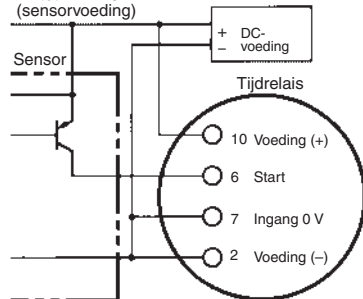 (sensorvoeding)
+ DC-
− voeding
Sensor
Tijdrelais
10 Voeding (+)
6 Start
7 Ingang 0 V
2 Voeding (–)